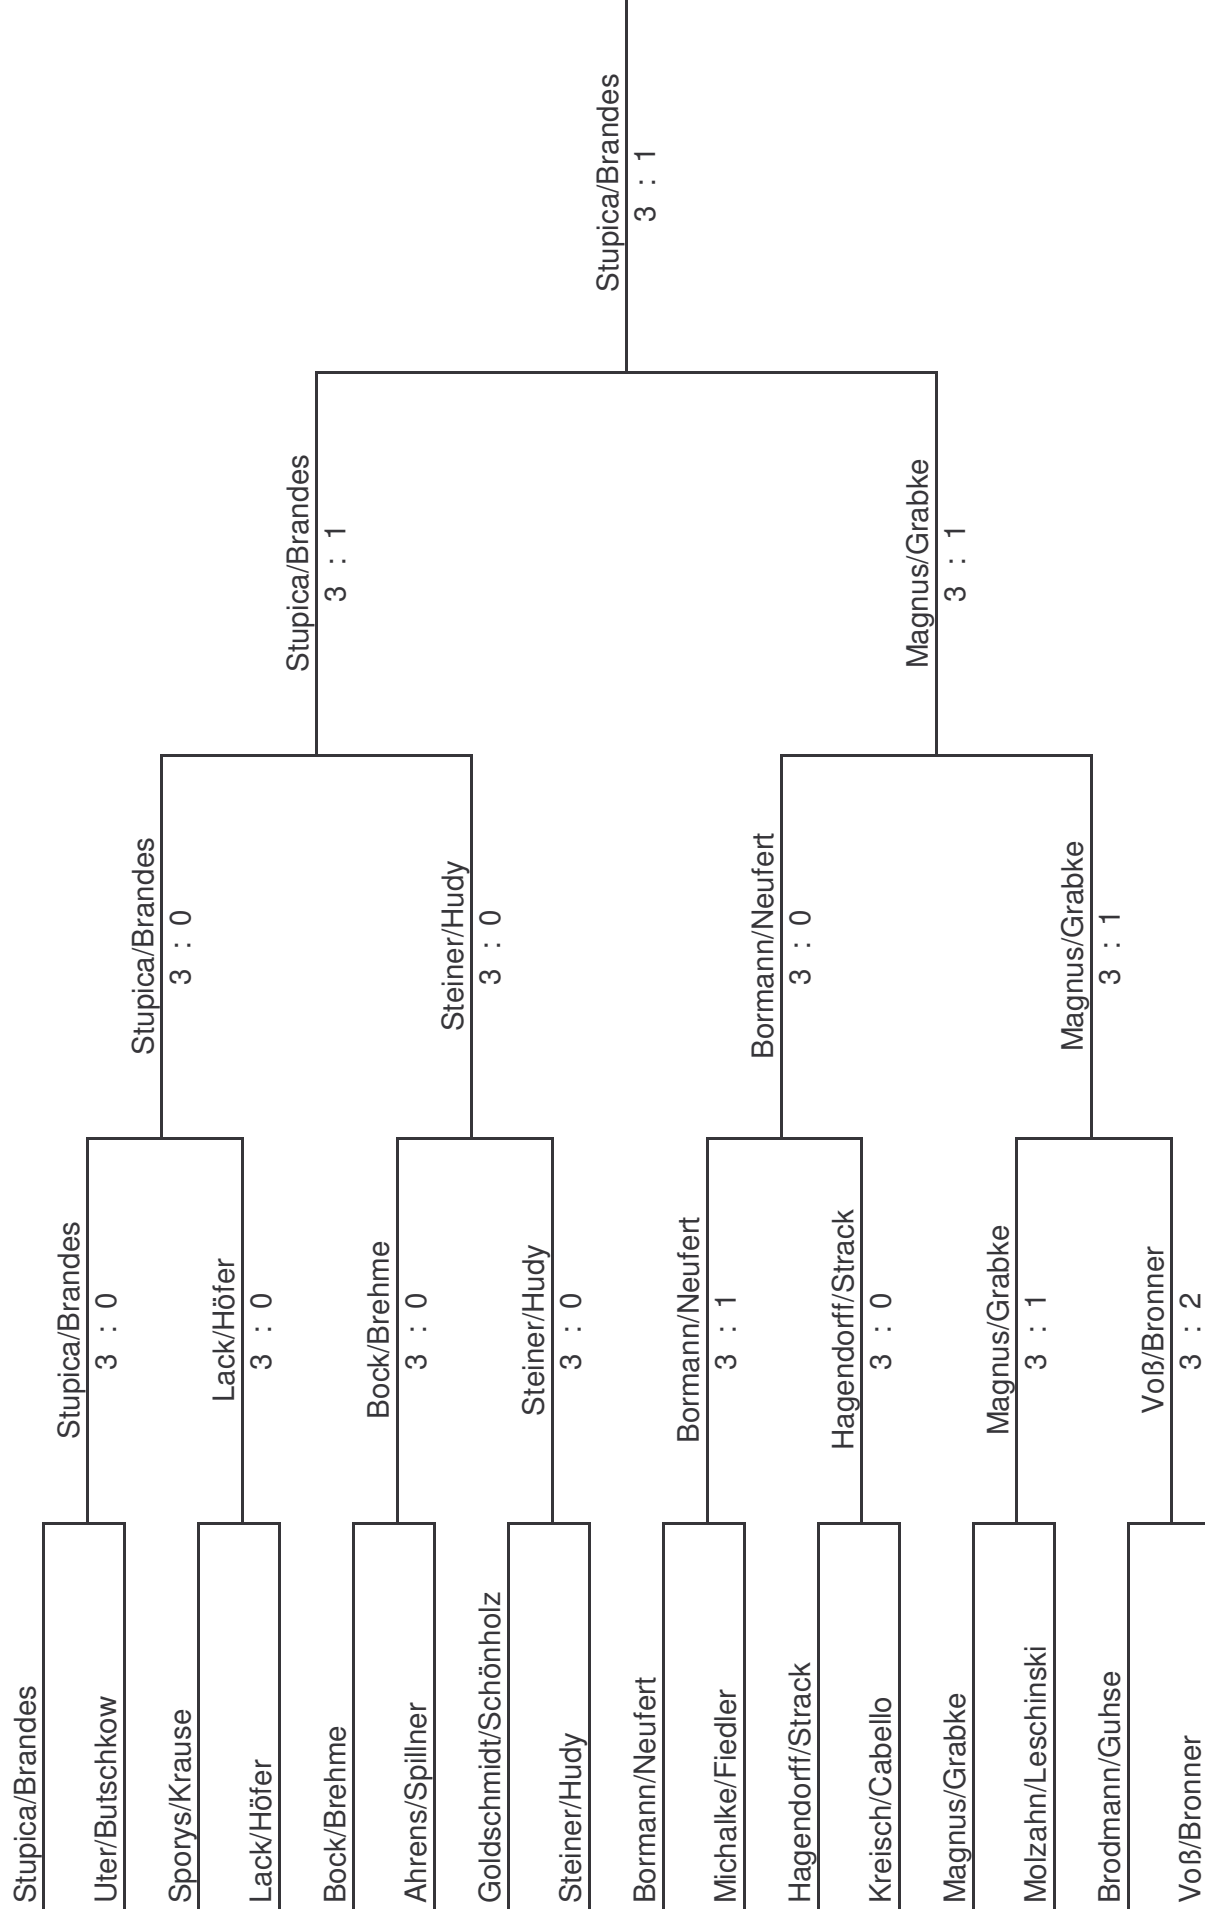 Stupica/Brandes
Uter/Butschkow
Sporys/Krause
Lack/Höfer
Bock/Brehme
Ahrens/Spillner
Goldschmidt/Schönholz
Steiner/Hudy
Bormann/Neufert
Michalke/Fiedler
Hagendorff/Strack
Kreisch/Cabello
Magnus/Grabke
Molzahn/Leschinski
Brodmann/Guhse
Voß/Bronner
Stupica/Brandes
3 : 0
Lack/Höfer
3 : 0
Bock/Brehme
3 : 0
Steiner/Hudy
3 : 0
Bormann/Neufert
3 : 1
Hagendorff/Strack
3 : 0
Magnus/Grabke
3 : 1
Voß/Bronner
3 : 2
Stupica/Brandes
3 : 0
Steiner/Hudy
3 : 0
Bormann/Neufert
3 : 0
Magnus/Grabke
3 : 1
Stupica/Brandes
3 : 1
Magnus/Grabke
3 : 1
Stupica/Brandes
3 : 1